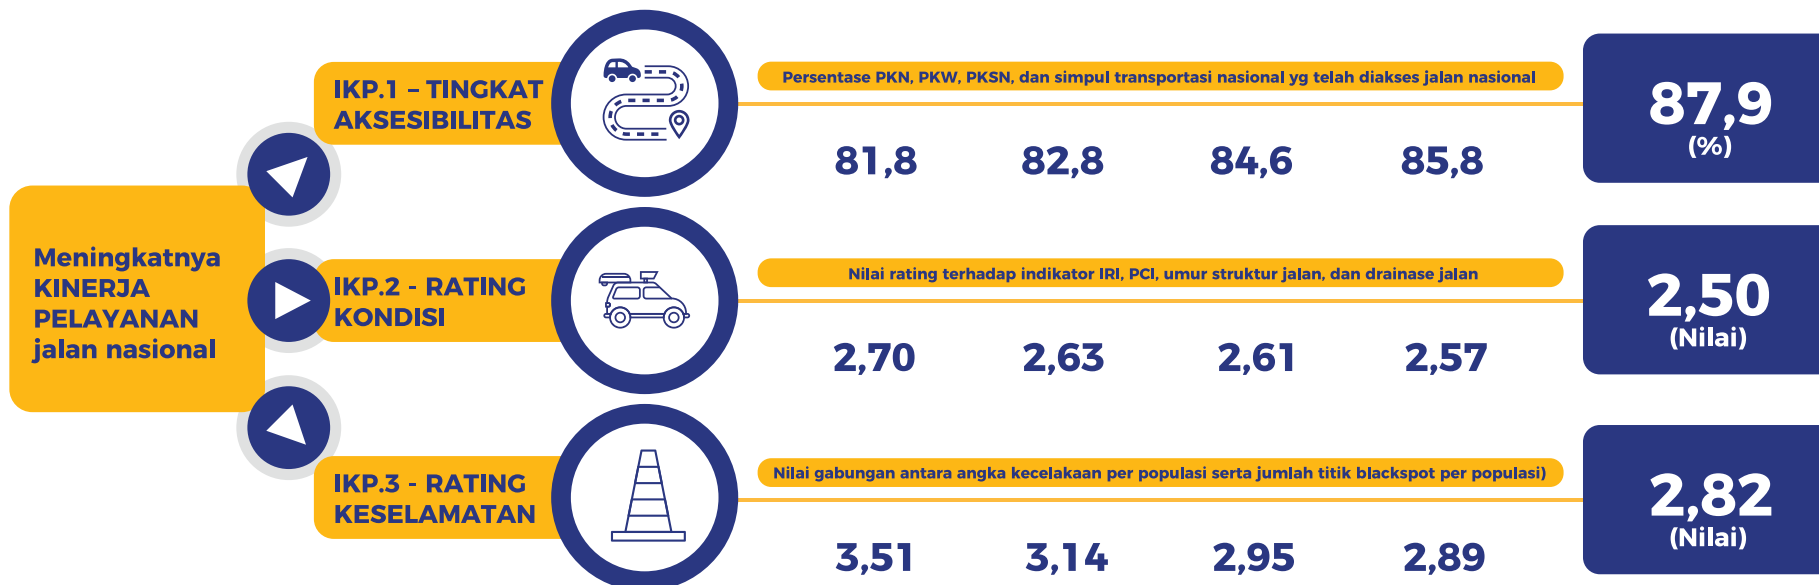 Meningkatnya
KINERJA
PELAYANAN
jalan nasional
IKP.1 – TINGKAT
AKSESIBILITAS
Persentase PKN, PKW, PKSN, dan simpul transportasi nasional yg telah diakses jalan nasional
81,8 82,8 84,6 85,8
87,9
(%)
IKP.2 - RATING
KONDISI
Nilai rating terhadap indikator IRI, PCI, umur struktur jalan, dan drainase jalan
2,70 2,63 2,61 2,57
2,50
(Nilai)
IKP.3 - RATING
KESELAMATAN
Nilai gabungan antara angka kecelakaan per populasi serta jumlah titik blackspot per populasi)
3,51 3,14 2,95 2,89
2,82
(Nilai)